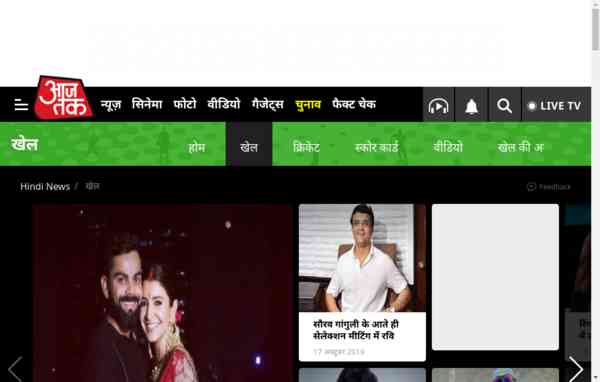 आज तक
न्यूज़ सिनेमा फोटो वीडियो गैजेट्स चुनाव फैक्ट चेक LIVE TV
खेल
होम खेल क्रिकेट स्कोर कार्ड वीडियो खेल की
Hindi News / खेल Feedback
सौरव गांगुली के आते ही
सेलेक्शन मीटिंग में रवि
17 अक्टूबर 2019